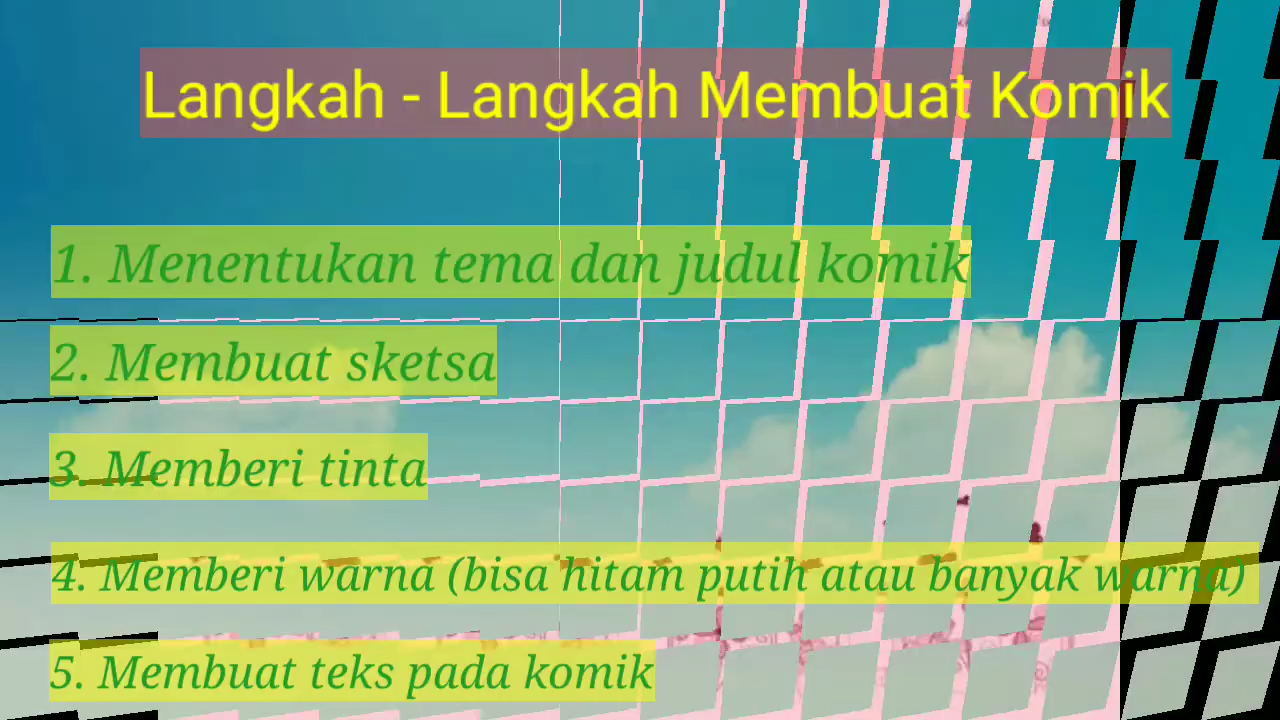 Langkah - Langkah Membuat Komik
1. Menentukan tema dan judul komik
2. Membuat sketsa
3. Memberi tinta
4. Memberi warna (bisa hitam putih atau banyak warna)
5. Membuat teks pada komik